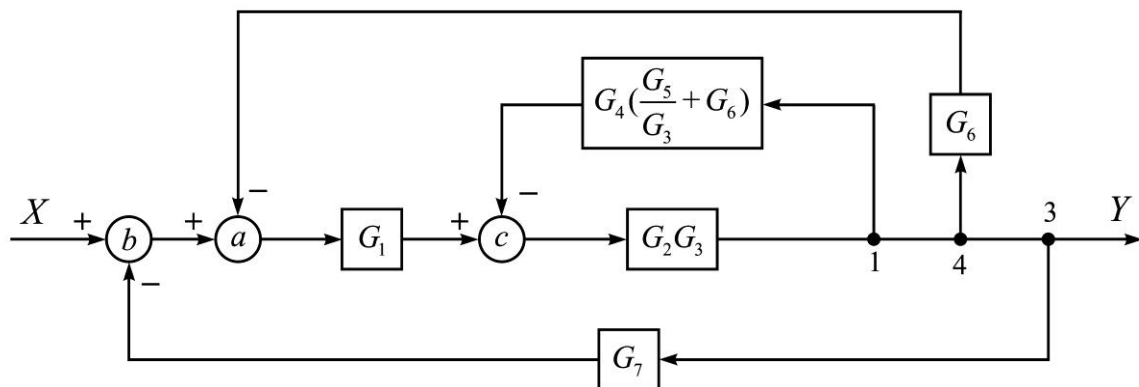 G₄(G₅/G₃ + G₆)
G₆
−
−
X
+
b
+
a
G₁
+
c
G₂G₃
1
4
3
Y
−
G₇